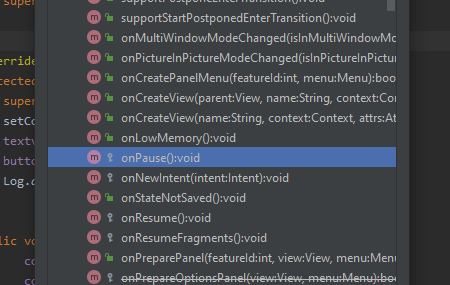 supportPostponeEnterTransition():void
supportStartPostponedEnterTransition():void
onMultiWindowModeChanged(isInMultiWindowMo
onPictureInPictureModeChanged(isInPictureInPict
onCreatePanelMenu(featureId:int, menu:Menu):boo
onCreateView(parent:View, name:String, context:Con
onCreateView(name:String, context:Context, attrs:At
onLowMemory():void
onPause():void
onNewIntent(intent:Intent):void
onStateNotSaved():void
onResume():void
onResumeFragments():void
onPreparePanel(featureId:int, view:View, menu:Menu
onPrepareOptionsPanel(view:View, menu:Menu):boo
super
erride
tected
super
setCo
textv
butto
Log.
lic vo
co
co